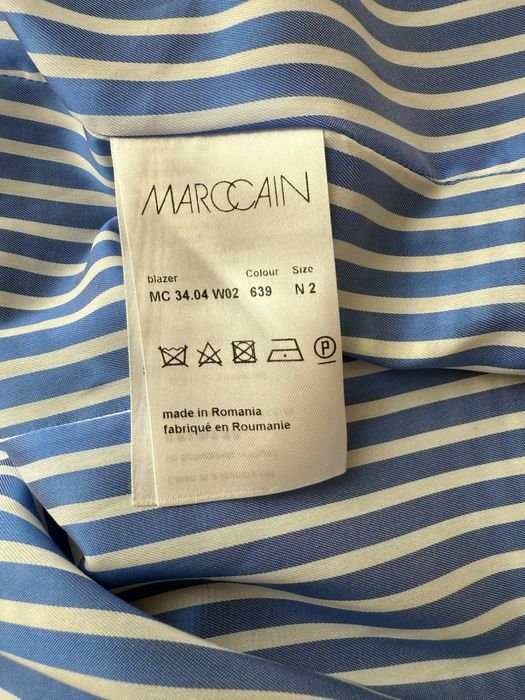 MARCCAIN
blazer Colour Size
MC 34.04 W02 639 N 2
P
made in Romania
fabriqué en Roumanie